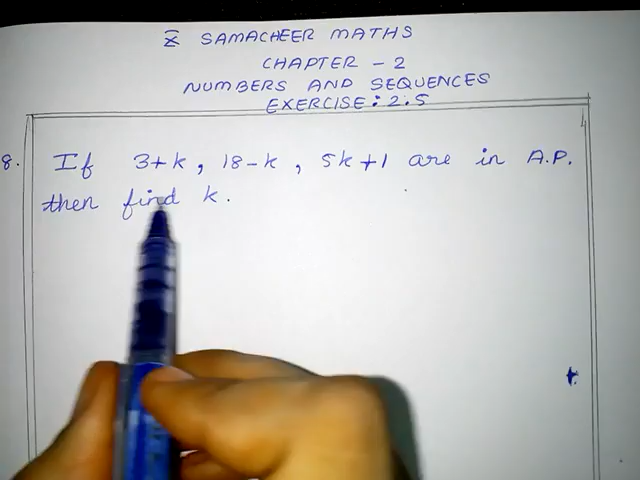 X SAMACHEER MATHS
CHAPTER - 2
NUMBERS AND SEQUENCES
EXERCISE: 2.5
8. If 3+k, 18-k, 5k+1 are in A.P.
then find k.